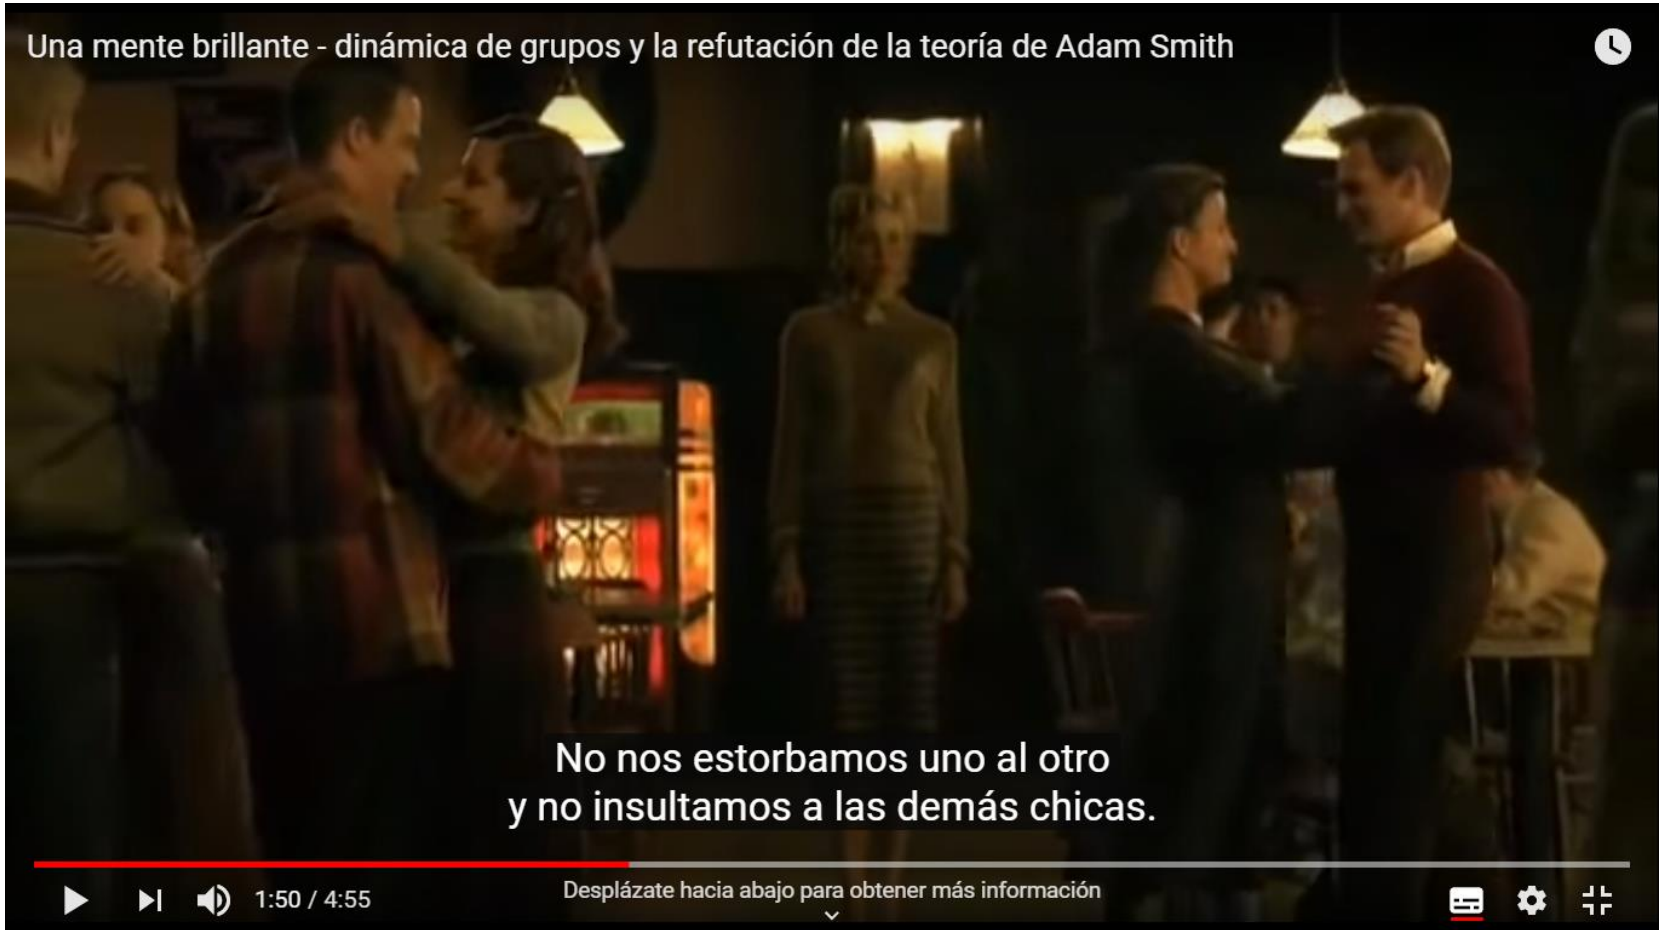 Una mente brillante - dinámica de grupos y la refutación de la teoría de Adam Smith
No nos estorbamos uno al otro
y no insultamos a las demás chicas.
1:50 / 4:55
Desplázate hacia abajo para obtener más información